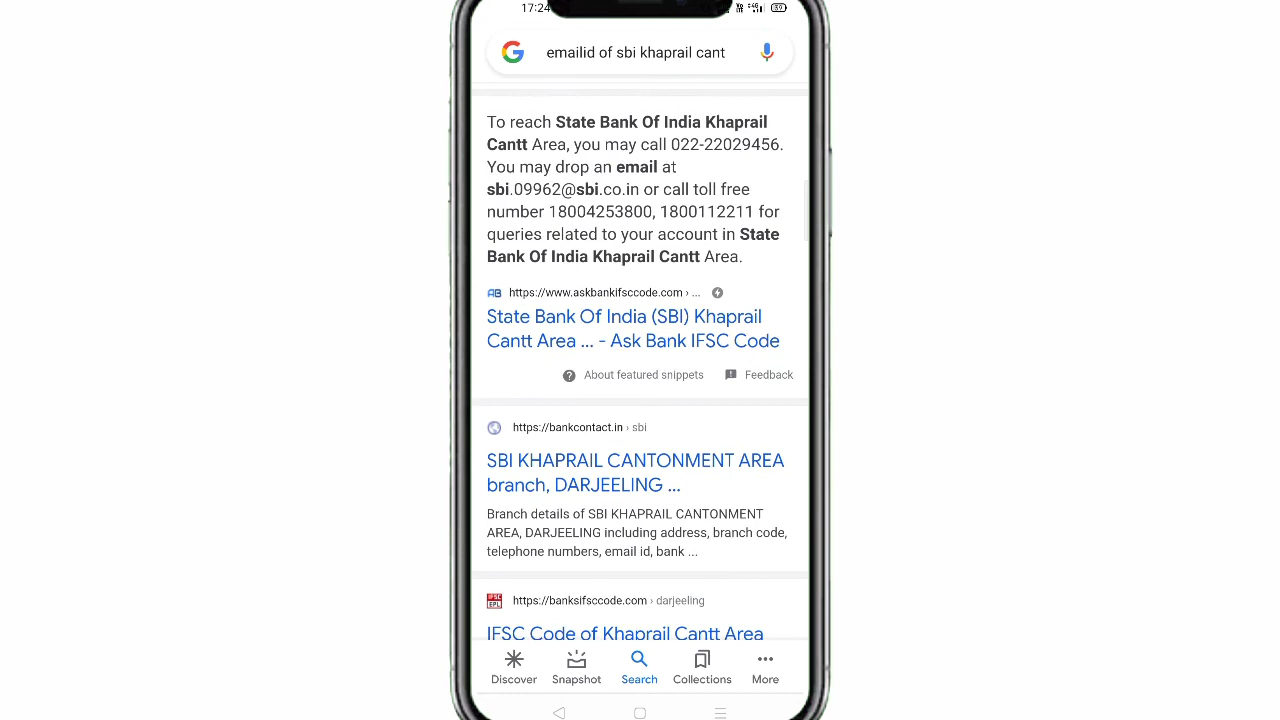 17:24
59
emailid of sbi khaprail cant
To reach State Bank Of India Khaprail
Cantt Area, you may call 022-22029456.
You may drop an email at
sbi.09962@sbi.co.in or call toll free
number 18004253800, 1800112211 for
queries related to your account in State
Bank Of India Khaprail Cantt Area.
AB https://www.askbankifsccode.com › ...
State Bank Of India (SBI) Khaprail
Cantt Area ... - Ask Bank IFSC Code
About featured snippets Feedback
https://bankcontact.in › sbi
SBI KHAPRAIL CANTONMENT AREA
branch, DARJEELING ...
Branch details of SBI KHAPRAIL CANTONMENT
AREA, DARJEELING including address, branch code,
telephone numbers, email id, bank ...
https://banksifsccode.com › darjeeling
IFSC Code of Khaprail Cantt Area
Discover Snapshot Search Collections More